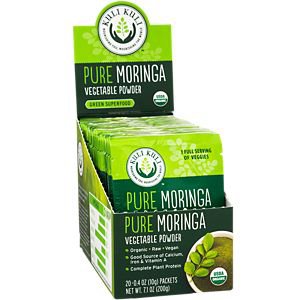 KULI KULI
PURE MORINGA
VEGETABLE POWDER
GREEN SUPERFOOD
USDA
ORGANIC
KULI KULI
1 FULL SERVING
OF VEGGIES
PURE MORINGA
PURE MORINGA
VEGETABLE POWDER
• Organic • Raw • Vegan
• Good Source of Calcium,
Iron & Vitamin A
• Complete Plant Protein
20-0.4 OZ (10g) PACKETS
NET W. 7.1 OZ (200g)
USDA
ORGANIC